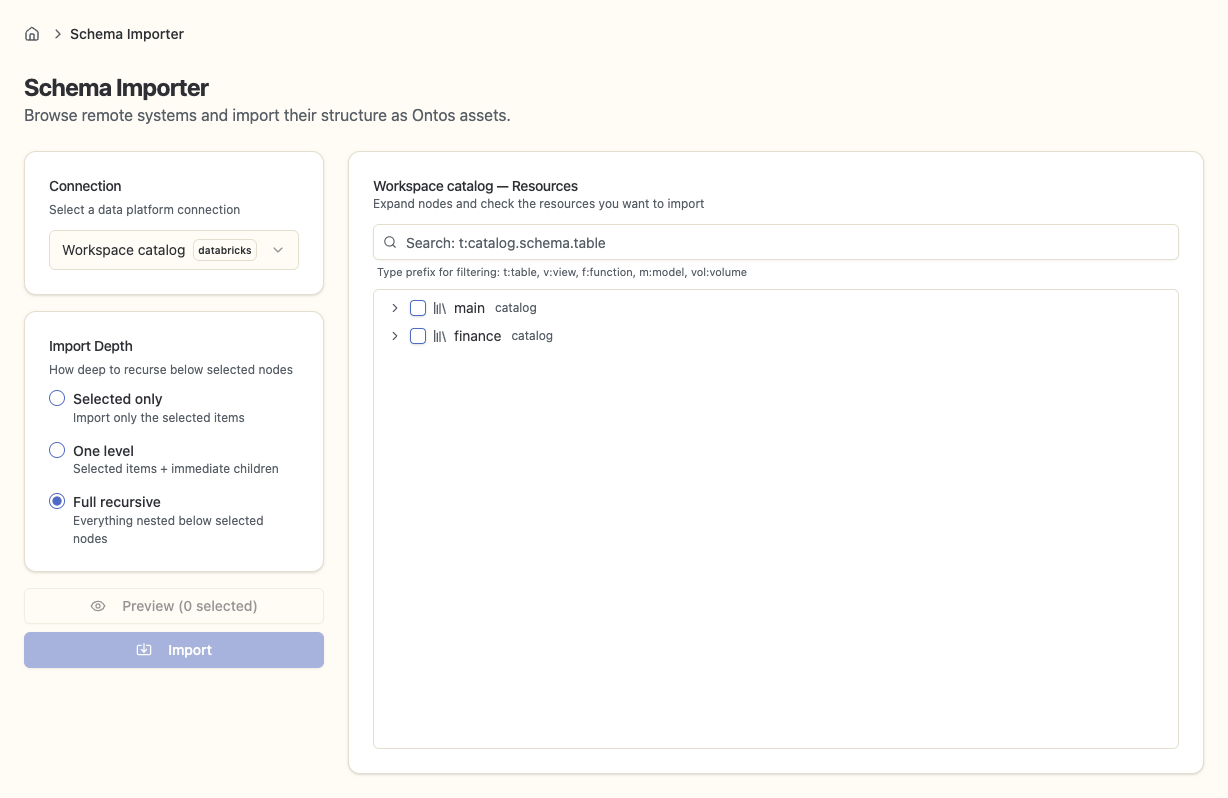 Schema Importer
Schema Importer
Browse remote systems and import their structure as Ontos assets.
Connection
Select a data platform connection
Workspace catalog databricks
Import Depth
How deep to recurse below selected nodes
Selected only
Import only the selected items
One level
Selected items + immediate children
Full recursive
Everything nested below selected
nodes
Preview (0 selected)
Import
Workspace catalog — Resources
Expand nodes and check the resources you want to import
Search: t:catalog.schema.table
Type prefix for filtering: t:table, v:view, f:function, m:model, vol:volume
main catalog
finance catalog